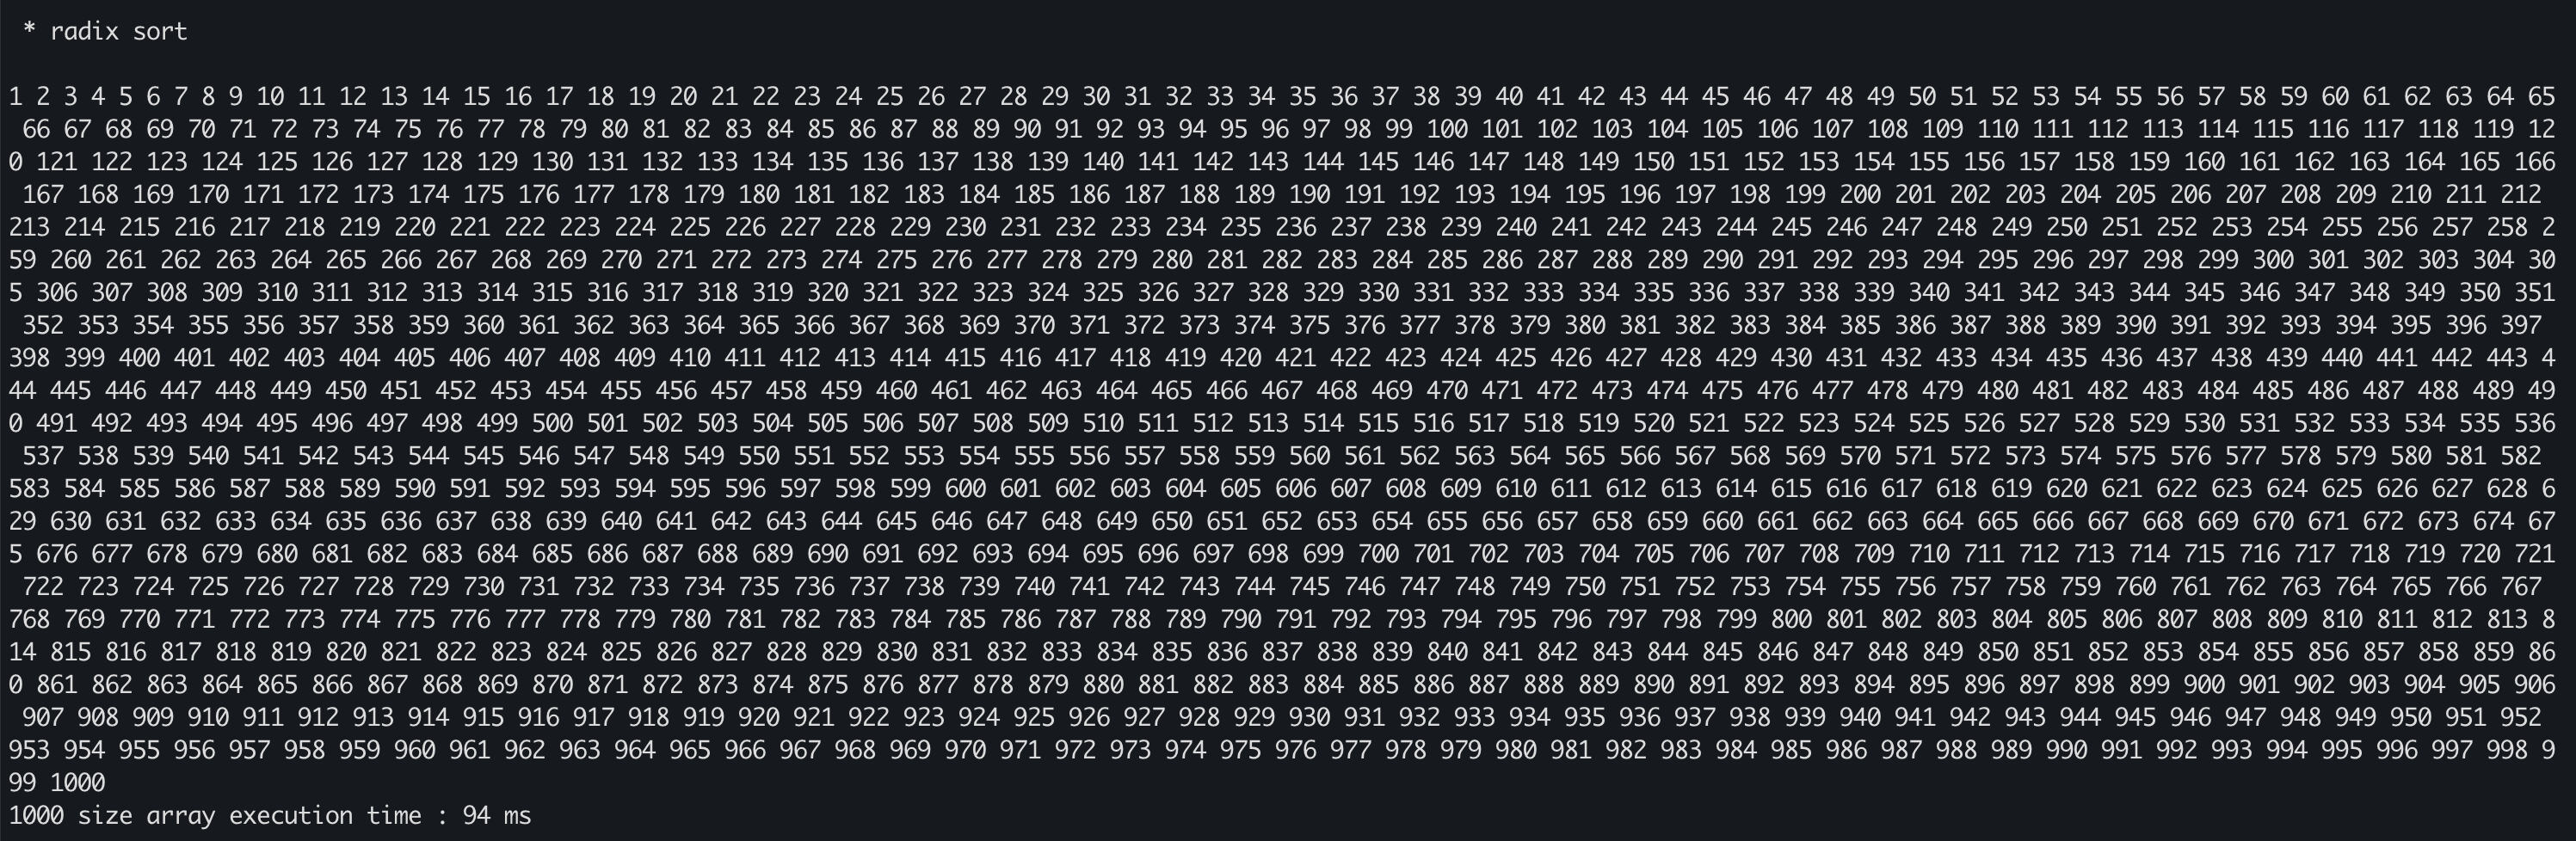 * radix sort
1 2 3 4 5 6 7 8 9 10 11 12 13 14 15 16 17 18 19 20 21 22 23 24 25 26 27 28 29 30 31 32 33 34 35 36 37 38 39 40 41 42 43 44 45 46 47 48 49 50 51 52 53 54 55 56 57 58 59 60 61 62 63 64 65
66 67 68 69 70 71 72 73 74 75 76 77 78 79 80 81 82 83 84 85 86 87 88 89 90 91 92 93 94 95 96 97 98 99 100 101 102 103 104 105 106 107 108 109 110 111 112 113 114 115 116 117 118 119 12
0 121 122 123 124 125 126 127 128 129 130 131 132 133 134 135 136 137 138 139 140 141 142 143 144 145 146 147 148 149 150 151 152 153 154 155 156 157 158 159 160 161 162 163 164 165 166
167 168 169 170 171 172 173 174 175 176 177 178 179 180 181 182 183 184 185 186 187 188 189 190 191 192 193 194 195 196 197 198 199 200 201 202 203 204 205 206 207 208 209 210 211 212
213 214 215 216 217 218 219 220 221 222 223 224 225 226 227 228 229 230 231 232 233 234 235 236 237 238 239 240 241 242 243 244 245 246 247 248 249 250 251 252 253 254 255 256 257 258 2
59 260 261 262 263 264 265 266 267 268 269 270 271 272 273 274 275 276 277 278 279 280 281 282 283 284 285 286 287 288 289 290 291 292 293 294 295 296 297 298 299 300 301 302 303 304 30
5 306 307 308 309 310 311 312 313 314 315 316 317 318 319 320 321 322 323 324 325 326 327 328 329 330 331 332 333 334 335 336 337 338 339 340 341 342 343 344 345 346 347 348 349 350 351
352 353 354 355 356 357 358 359 360 361 362 363 364 365 366 367 368 369 370 371 372 373 374 375 376 377 378 379 380 381 382 383 384 385 386 387 388 389 390 391 392 393 394 395 396 397
398 399 400 401 402 403 404 405 406 407 408 409 410 411 412 413 414 415 416 417 418 419 420 421 422 423 424 425 426 427 428 429 430 431 432 433 434 435 436 437 438 439 440 441 442 443 4
44 445 446 447 448 449 450 451 452 453 454 455 456 457 458 459 460 461 462 463 464 465 466 467 468 469 470 471 472 473 474 475 476 477 478 479 480 481 482 483 484 485 486 487 488 489 49
0 491 492 493 494 495 496 497 498 499 500 501 502 503 504 505 506 507 508 509 510 511 512 513 514 515 516 517 518 519 520 521 522 523 524 525 526 527 528 529 530 531 532 533 534 535 536
537 538 539 540 541 542 543 544 545 546 547 548 549 550 551 552 553 554 555 556 557 558 559 560 561 562 563 564 565 566 567 568 569 570 571 572 573 574 575 576 577 578 579 580 581 582
583 584 585 586 587 588 589 590 591 592 593 594 595 596 597 598 599 600 601 602 603 604 605 606 607 608 609 610 611 612 613 614 615 616 617 618 619 620 621 622 623 624 625 626 627 628 6
29 630 631 632 633 634 635 636 637 638 639 640 641 642 643 644 645 646 647 648 649 650 651 652 653 654 655 656 657 658 659 660 661 662 663 664 665 666 667 668 669 670 671 672 673 674 67
5 676 677 678 679 680 681 682 683 684 685 686 687 688 689 690 691 692 693 694 695 696 697 698 699 700 701 702 703 704 705 706 707 708 709 710 711 712 713 714 715 716 717 718 719 720 721
722 723 724 725 726 727 728 729 730 731 732 733 734 735 736 737 738 739 740 741 742 743 744 745 746 747 748 749 750 751 752 753 754 755 756 757 758 759 760 761 762 763 764 765 766 767
768 769 770 771 772 773 774 775 776 777 778 779 780 781 782 783 784 785 786 787 788 789 790 791 792 793 794 795 796 797 798 799 800 801 802 803 804 805 806 807 808 809 810 811 812 813 8
14 815 816 817 818 819 820 821 822 823 824 825 826 827 828 829 830 831 832 833 834 835 836 837 838 839 840 841 842 843 844 845 846 847 848 849 850 851 852 853 854 855 856 857 858 859 86
0 861 862 863 864 865 866 867 868 869 870 871 872 873 874 875 876 877 878 879 880 881 882 883 884 885 886 887 888 889 890 891 892 893 894 895 896 897 898 899 900 901 902 903 904 905 906
907 908 909 910 911 912 913 914 915 916 917 918 919 920 921 922 923 924 925 926 927 928 929 930 931 932 933 934 935 936 937 938 939 940 941 942 943 944 945 946 947 948 949 950 951 952
953 954 955 956 957 958 959 960 961 962 963 964 965 966 967 968 969 970 971 972 973 974 975 976 977 978 979 980 981 982 983 984 985 986 987 988 989 990 991 992 993 994 995 996 997 998 9
99 1000
1000 size array execution time : 94 ms